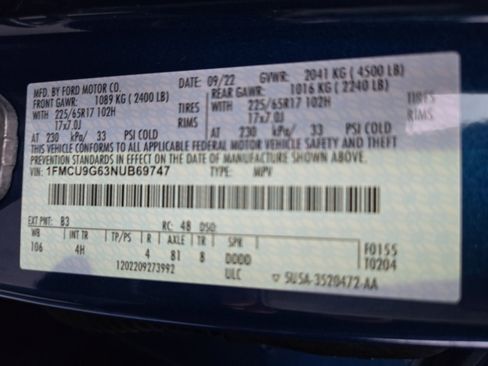 MFD. BY FORD MOTOR CO.
DATE: 09/22 GVWR: 2041 KG ( 4500 LB)
FRONT GAWR: 1089 KG ( 2400 LB) REAR GAWR: 1016 KG ( 2240 LB)
WITH 225/65R17 102H TIRES WITH 225/65R17 102H TIRES
17x7.0J RIMS 17x7.0J RIMS
AT 230 kPa/ 33 PSI COLD AT 230 kPa/ 33 PSI COLD
THIS VEHICLE CONFORMS TO ALL APPLICABLE FEDERAL MOTOR VEHICLE SAFETY AND THEFT
PREVENTION STANDARDS IN EFFECT ON THE DATE OF MANUFACTURE SHOWN ABOVE.
VIN: 1FMCU9G63NUB69747 TYPE: MPV
EXT PNT: B3 RC: 48 DSO:
WB INT TR TP/PS R AXLE TR SPR
106 4H 4 81 8 DDDD
F0155
T0204
1202209273992 ULC SU5A-3520472-AA